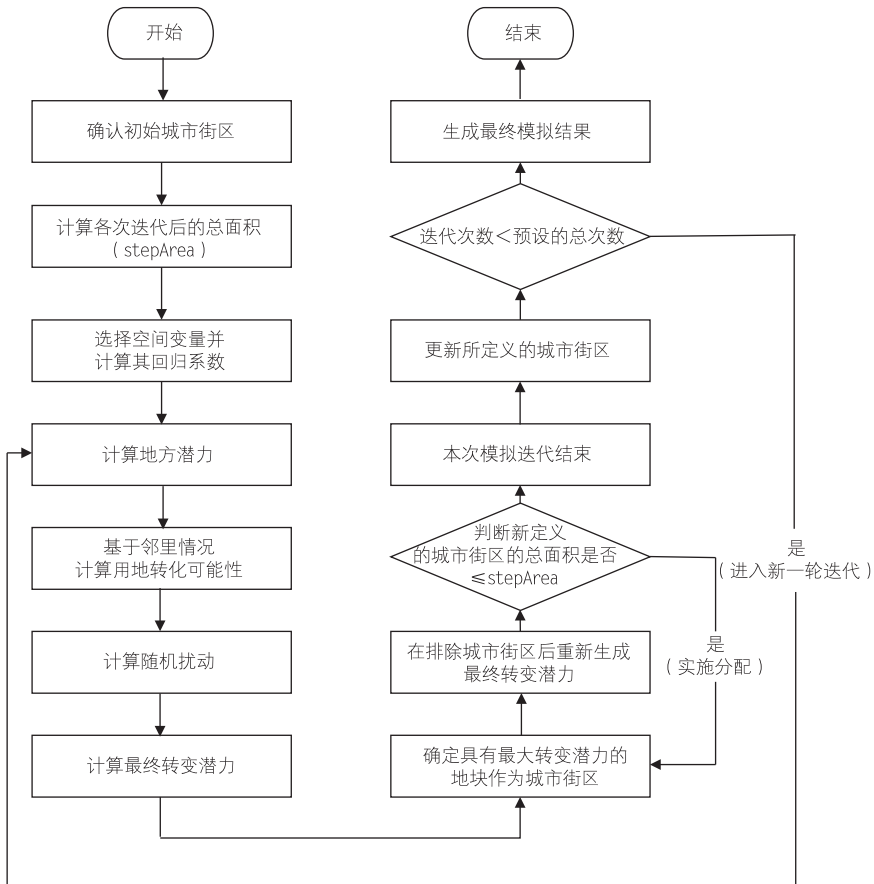 开始
确认初始城市街区
计算各次迭代后的总面积
(stepArea)
选择空间变量并
计算其回归系数
计算地方潜力
基于邻里情况
计算用地转化可能性
计算随机扰动
计算最终转变潜力
结束
生成最终模拟结果
迭代次数<预设的总次数
更新所定义的城市街区
本次模拟迭代结束
判断新定义
的城市街区的总面积是否
≤stepArea
在排除城市街区后重新生成
最终转变潜力
确定具有最大转变潜力的
地块作为城市街区
是
(进入新一轮迭代)
是
(实施分配)